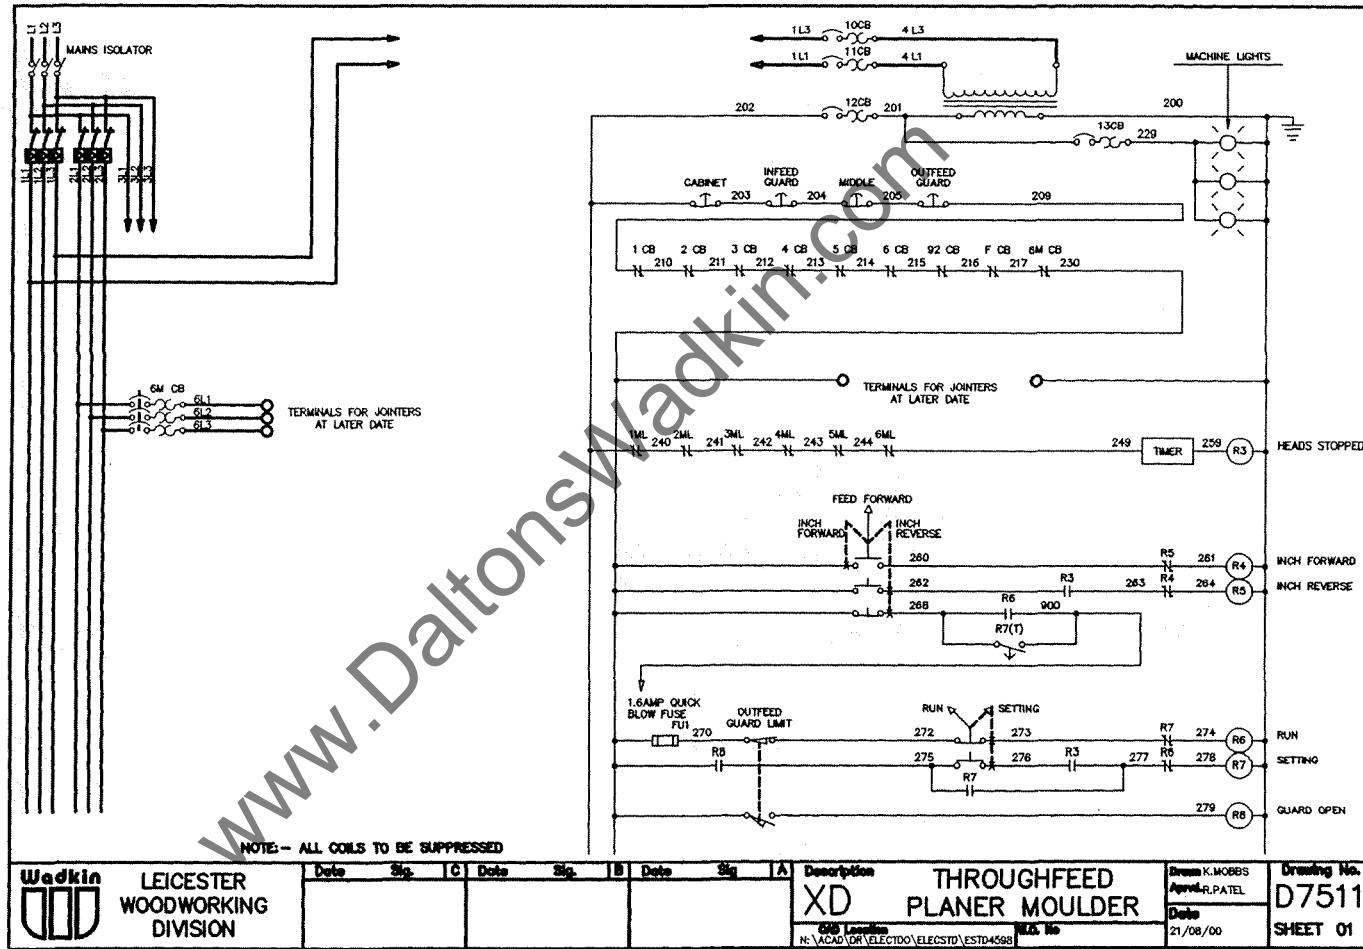 L1 L2 L3
MAINS ISOLATOR
1L3 10CB 4L3
1L1 11CB 4L1
MACHINE LIGHTS
202 12CB 201 200
13CB 229
1L1 1L2 1L3 2L1 2L2 2L3 3L1 3L2 3L3
CABINET 203 INFEED GUARD 204 MIDDLE 205 OUTFEED GUARD 209
1 CB 2 CB 3 CB 4 CB 5 CB 6 CB 92 CB F CB 6M CB
210 211 212 213 214 215 216 217 230
6M CB
6L1
6L2
6L3
TERMINALS FOR JOINTERS
AT LATER DATE
TERMINALS FOR JOINTERS
AT LATER DATE
1ML 240 2ML 241 3ML 242 4ML 243 5ML 244 6ML 249 TIMER 259 R3 HEADS STOPPED
FEED FORWARD
INCH FORWARD
INCH REVERSE
260 R5 261 R4 INCH FORWARD
262 R3 263 R4 264 R5 INCH REVERSE
268 R6 900
R7(T)
1.6AMP QUICK
BLOW FUSE
FU1 270
OUTFEED
GUARD LIMIT
RUN SETTING
272 273 R7 274 R6 RUN
R8 275 276 R3 277 R6 278 R7 SETTING
R7
279 R8 GUARD OPEN
NOTE:- ALL COILS TO BE SUPPRESSED
www.DaltonsWadkin.com
Wadkin
LEICESTER
WOODWORKING
DIVISION
Date Sig. C Date Sig. B Date Sig A
Description
XD THROUGHFEED
PLANER MOULDER
CAD Location
N:\ACAD\DR\ELECTDO\ELECSTD\ESTD4598
W.O. No
Drawn K.MOBBS
Apprvd. R.PATEL
Date
21/08/00
Drawing No.
D7511
SHEET 01